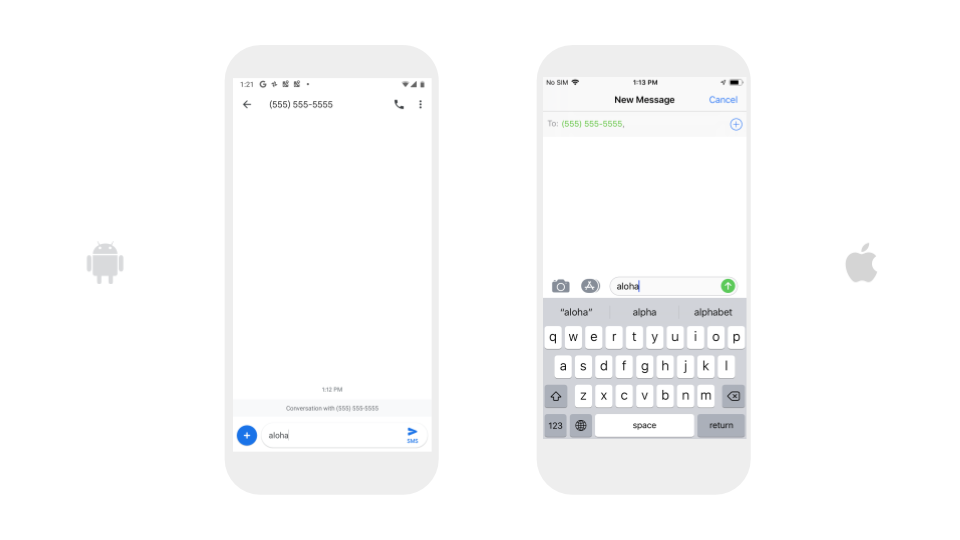 1:21
(555) 555-5555
1:12 PM
Conversation with (555) 555-5555
aloha
SMS
No SIM 1:13 PM
New Message Cancel
To: (555) 555-5555,
aloha
“aloha” alpha alphabet
q w e r t y u i o p
a s d f g h j k l
z x c v b n m
123 space return